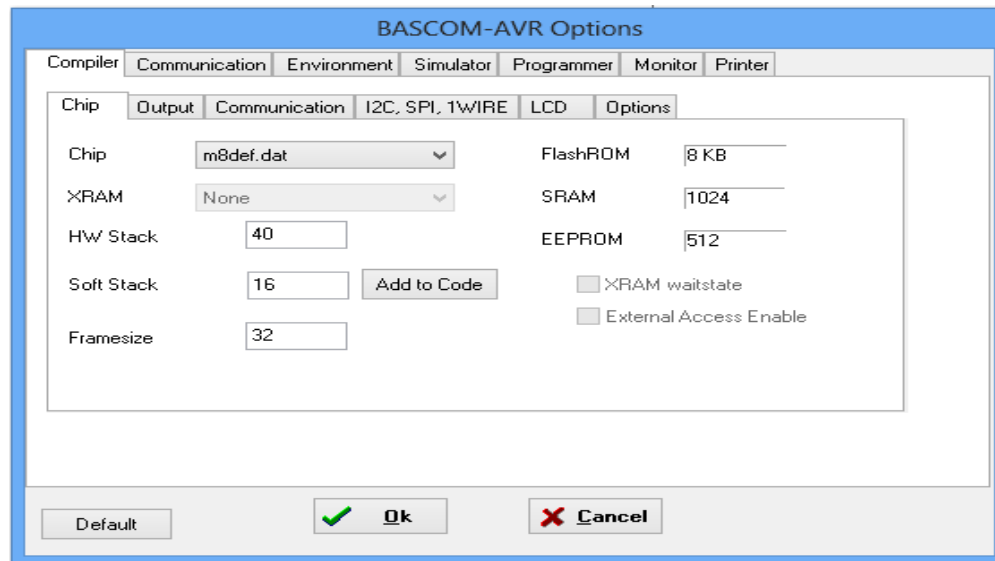 BASCOM-AVR Options
Compiler Communication Environment Simulator Programmer Monitor Printer
Chip Output Communication I2C, SPI, 1WIRE LCD Options
Chip m8def.dat FlashROM 8 KB
XRAM None SRAM 1024
HW Stack 40 EEPROM 512
Soft Stack 16 Add to Code XRAM waitstate
External Access Enable
Framesize 32
Default Ok Cancel